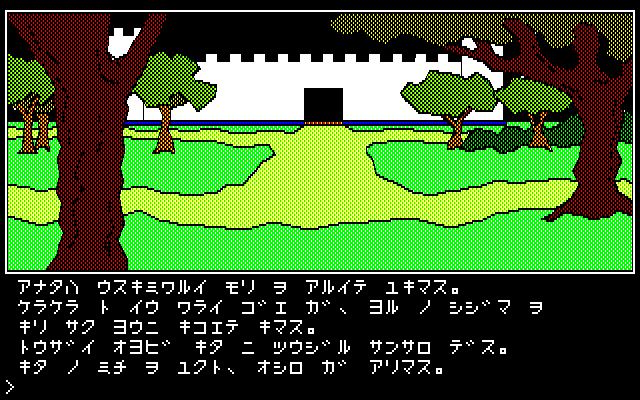 アナタハ ウスキミワルイ モリ ヲ アルイテ ユキマス。
ケラケラ ト イウ ワライ ゴエ ガ、 ヨル ノ シジマ ヲ
キリ サク ヨウニ キコエテ キマス。
トウザイ オヨビ キタ ニ ツウジル サンサロ デス。
キタ ノ ミチ ヲ ユクト、 オシロ ガ アリマス。
>